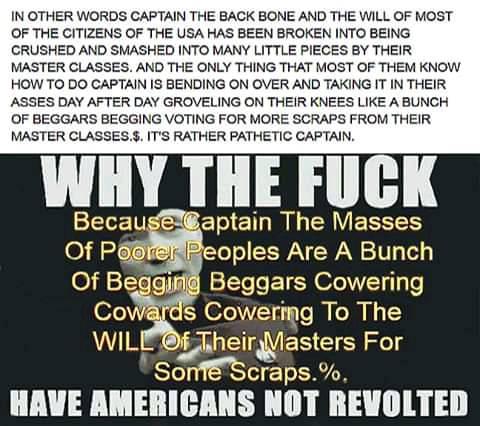 IN OTHER WORDS CAPTAIN THE BACK BONE AND THE WILL OF MOST
OF THE CITIZENS OF THE USA HAS BEEN BROKEN INTO BEING
CRUSHED AND SMASHED INTO MANY LITTLE PIECES BY THEIR
MASTER CLASSES. AND THE ONLY THING THAT MOST OF THEM KNOW
HOW TO DO CAPTAIN IS BENDING ON OVER AND TAKING IT IN THEIR
ASSES DAY AFTER DAY GROVELING ON THEIR KNEES LIKE A BUNCH
OF BEGGARS BEGGING VOTING FOR MORE SCRAPS FROM THEIR
MASTER CLASSES.$. IT'S RATHER PATHETIC CAPTAIN.
WHY THE FUCK
Because Captain The Masses
Of Poorer Peoples Are A Bunch
Of Begging Beggars Cowering
Cowards Cowering To The
WILL Of Their Masters For
Some Scraps.%.
HAVE AMERICANS NOT REVOLTED